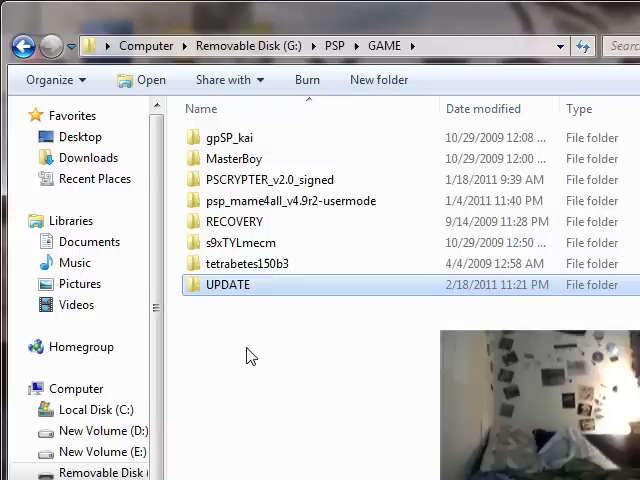 Computer Removable Disk (G:) PSP GAME Searc
Organize Open Share with Burn New folder
Name Date modified Type
Favorites
Desktop
Downloads
Recent Places
Libraries
Documents
Music
Pictures
Videos
Homegroup
Computer
Local Disk (C:)
New Volume (D:)
New Volume (E:)
Removable Disk (
gpSP_kai 10/29/2009 12:08 ... File folder
MasterBoy 10/29/2009 12:00 ... File folder
PSCRYPTER_v2.0_signed 1/18/2011 9:39 AM File folder
psp_mame4all_v4.9r2-usermode 1/4/2011 11:40 PM File folder
RECOVERY 9/14/2009 11:28 PM File folder
s9xTYLmecm 10/29/2009 12:50 ... File folder
tetrabetes150b3 4/4/2009 12:58 AM File folder
UPDATE 2/18/2011 11:21 PM File folder